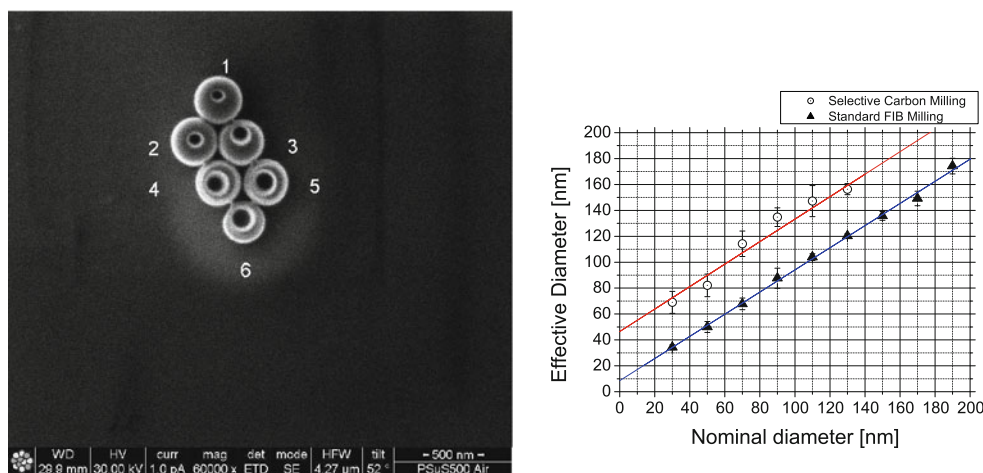 1
2
3
4
5
6
WD HV curr mag det mode HFW tilt – 500 nm –
29.9 mm 30.00 kV 1.0 pA 60000 x ETD SE 4.27 µm 52° PSuS500 Air
Selective Carbon Milling
Standard FIB Milling
200
180
160
140
120
100
80
60
40
20
0
0 20 40 60 80 100 120 140 160 180 200
Effective Diameter [nm]
Nominal diameter [nm]